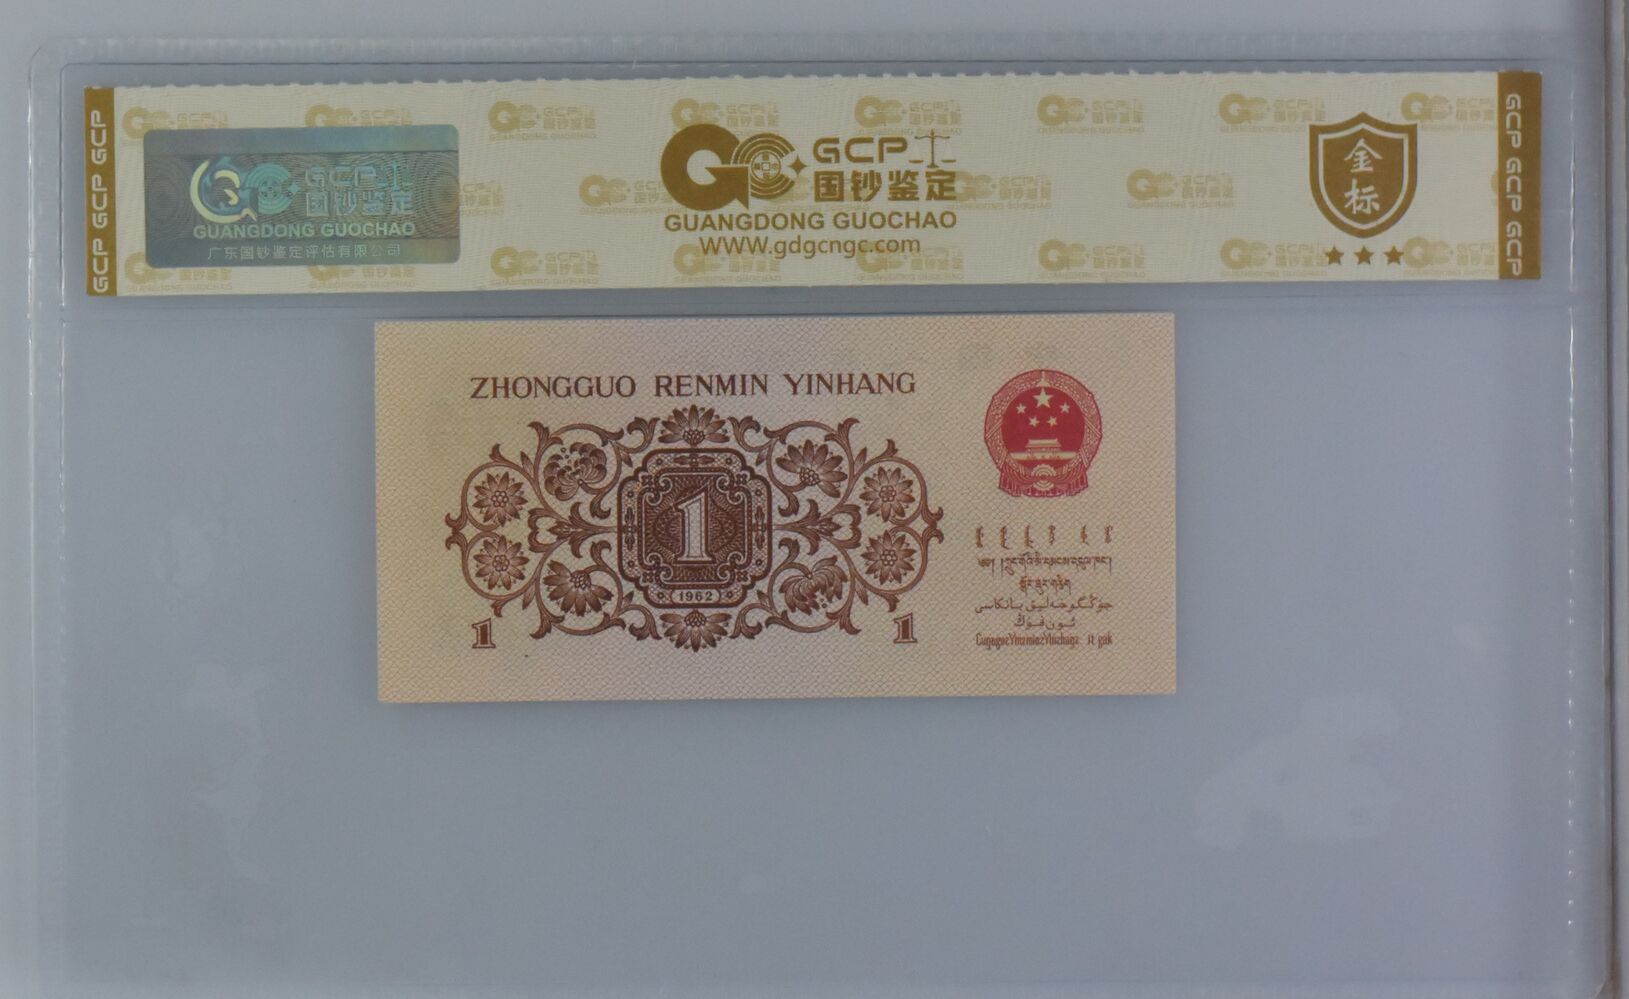 GCP GCP GCP
GCP
国钞鉴定
GUANGDONG GUOCHAO
广东国钞鉴定评估有限公司
GCP
国钞鉴定
GUANGDONG GUOCHAO
WWW.gdgcngc.com
金
标
GCP GCP GCP
ZHONGGUO RENMIN YINHANG
1
1962
1
1